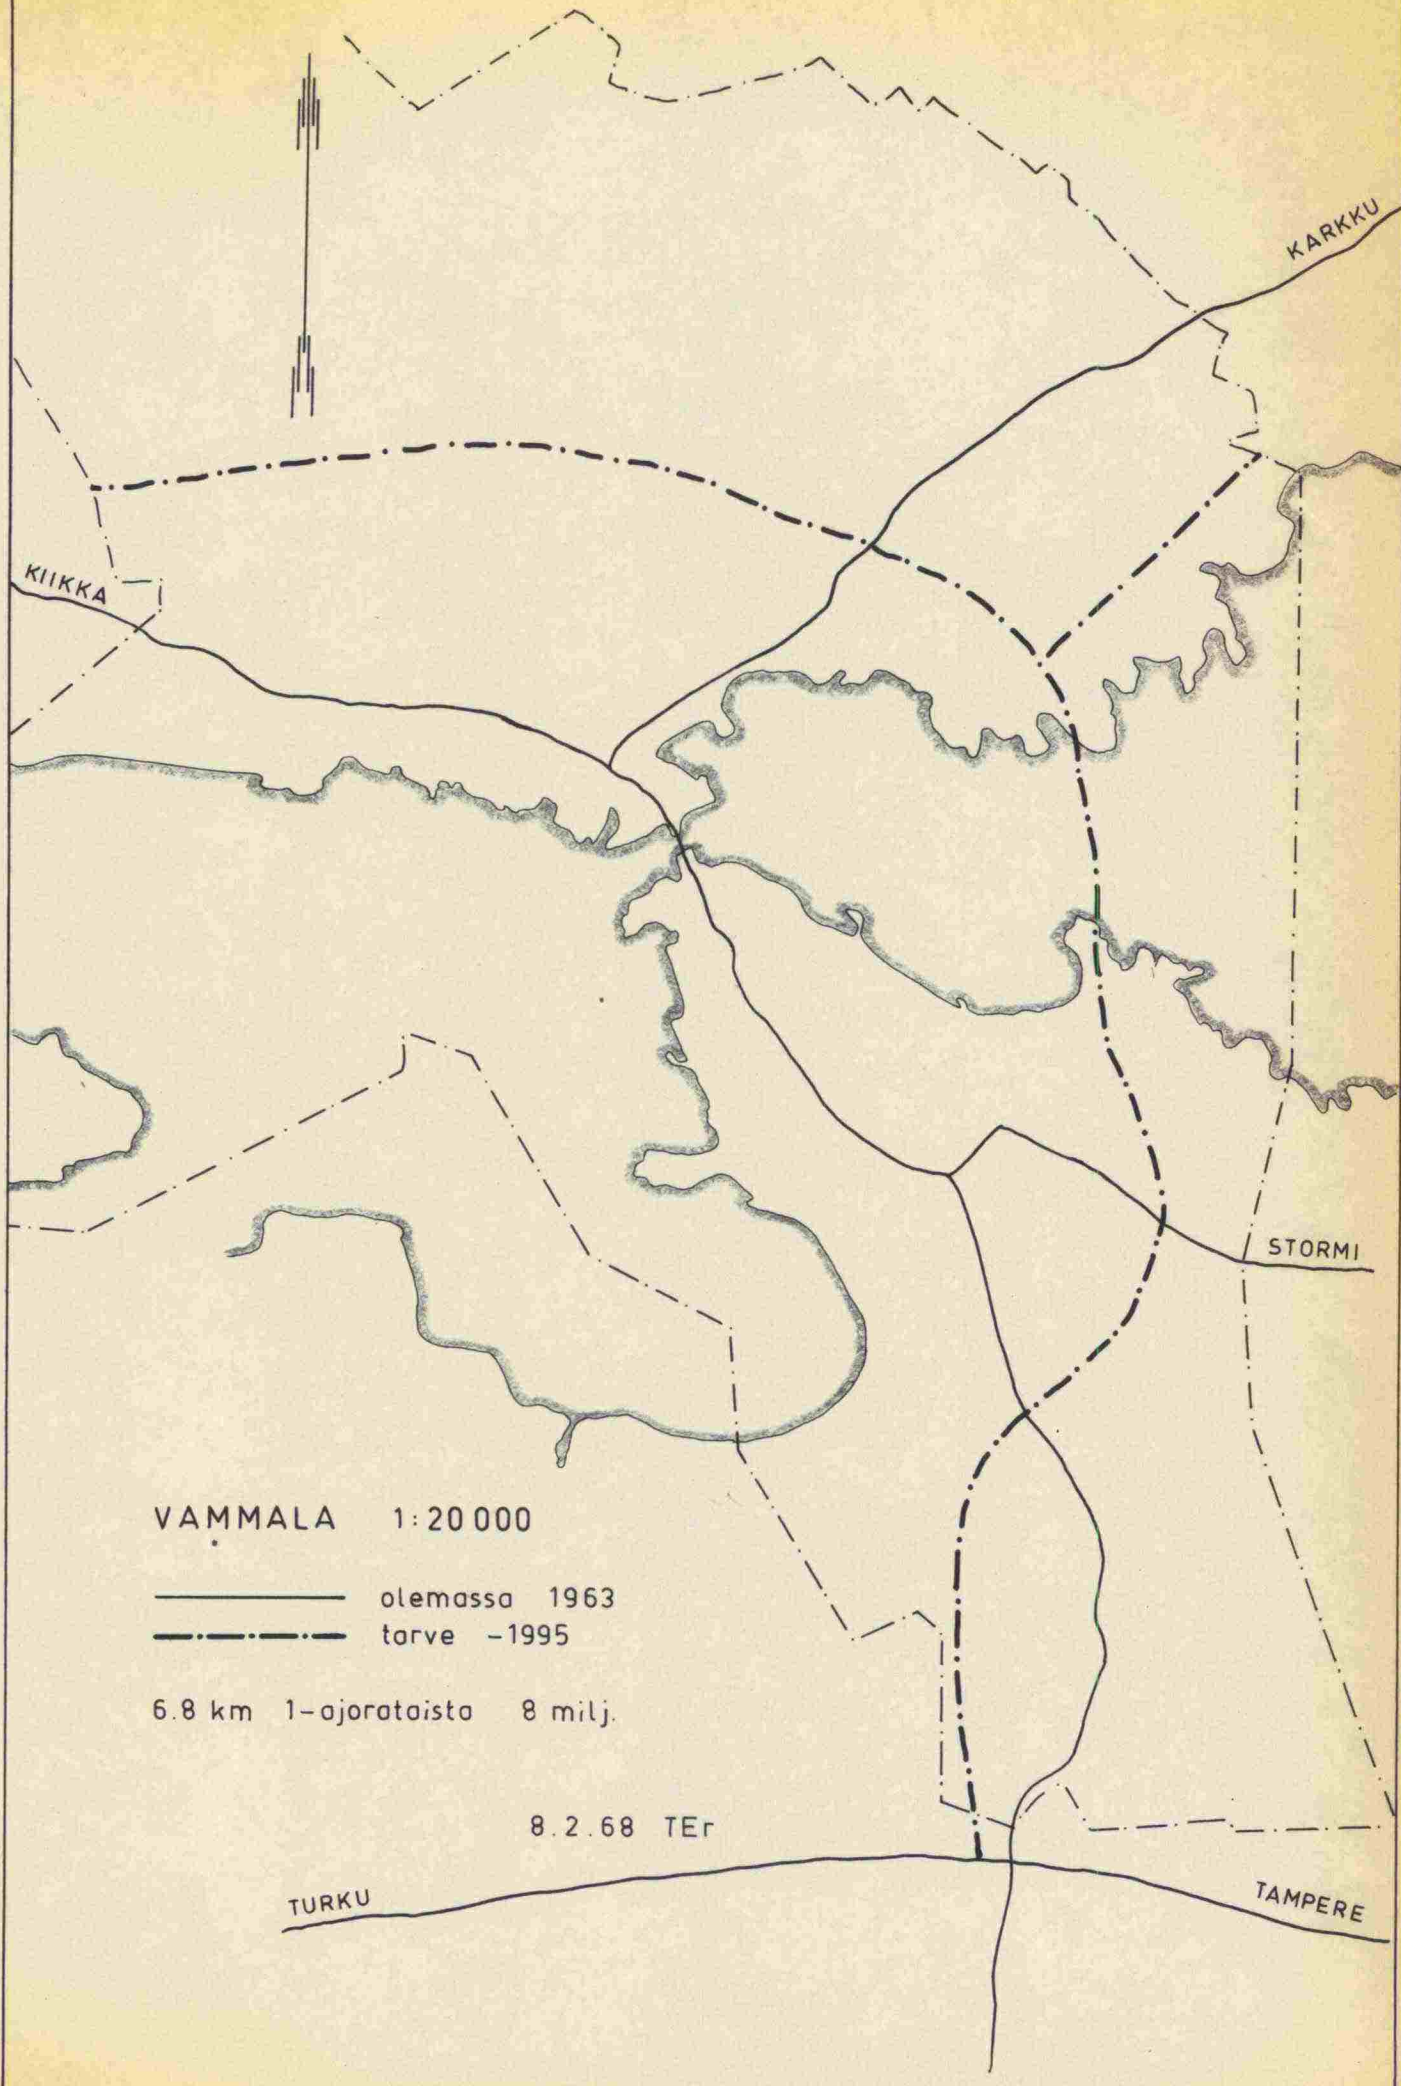 KARKKU
KIIKKA
STORMI
VAMMALA 1:20 000
olemassa 1963
tarve -1995
6.8 km 1-ajorataista 8 milj.
8.2.68 TEr
TURKU
TAMPERE